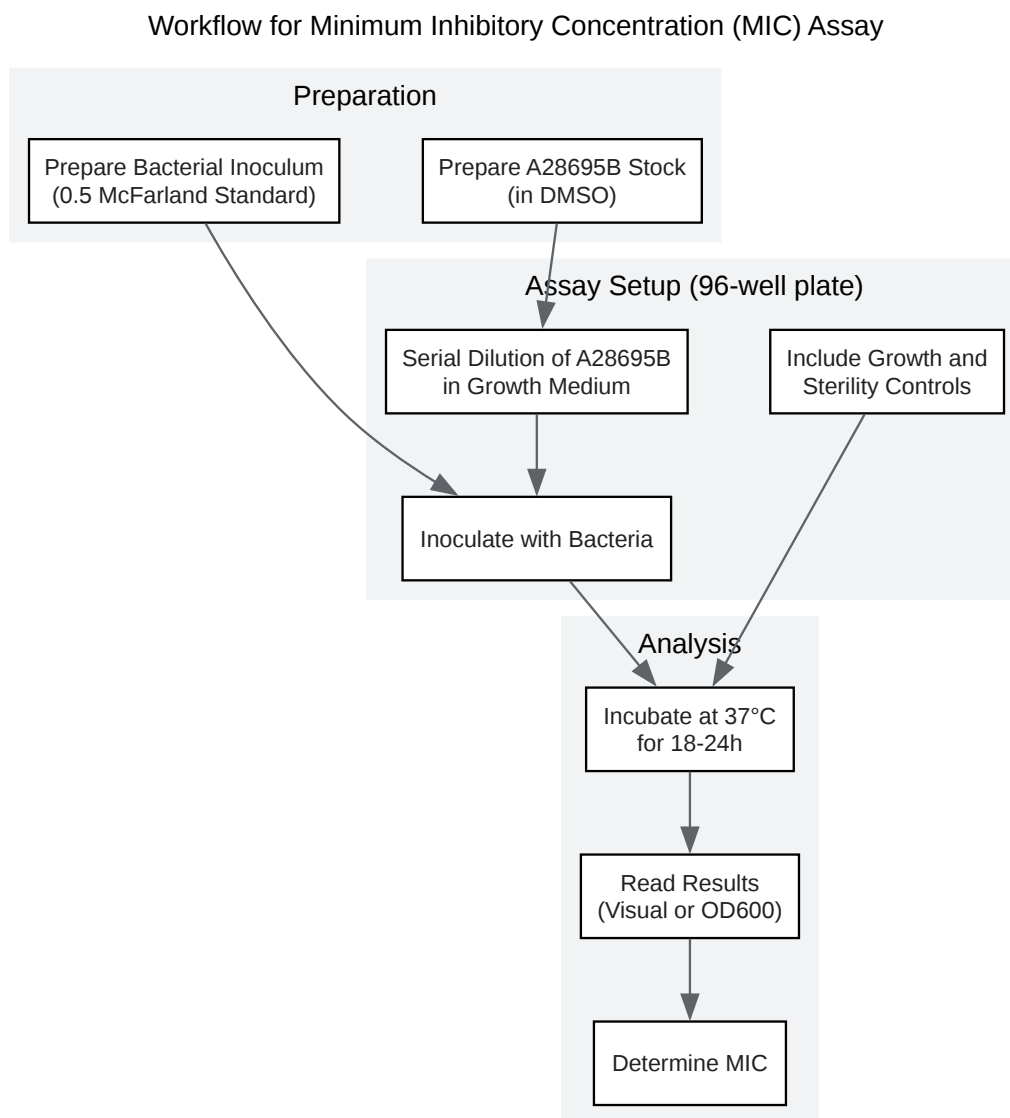 Workflow for Minimum Inhibitory Concentration (MIC) Assay
Preparation
Prepare Bacterial Inoculum
(0.5 McFarland Standard)
Prepare A28695B Stock
(in DMSO)
Assay Setup (96-well plate)
Serial Dilution of A28695B
in Growth Medium
Include Growth and
Sterility Controls
Inoculate with Bacteria
Analysis
Incubate at 37°C
for 18-24h
Read Results
(Visual or OD600)
Determine MIC